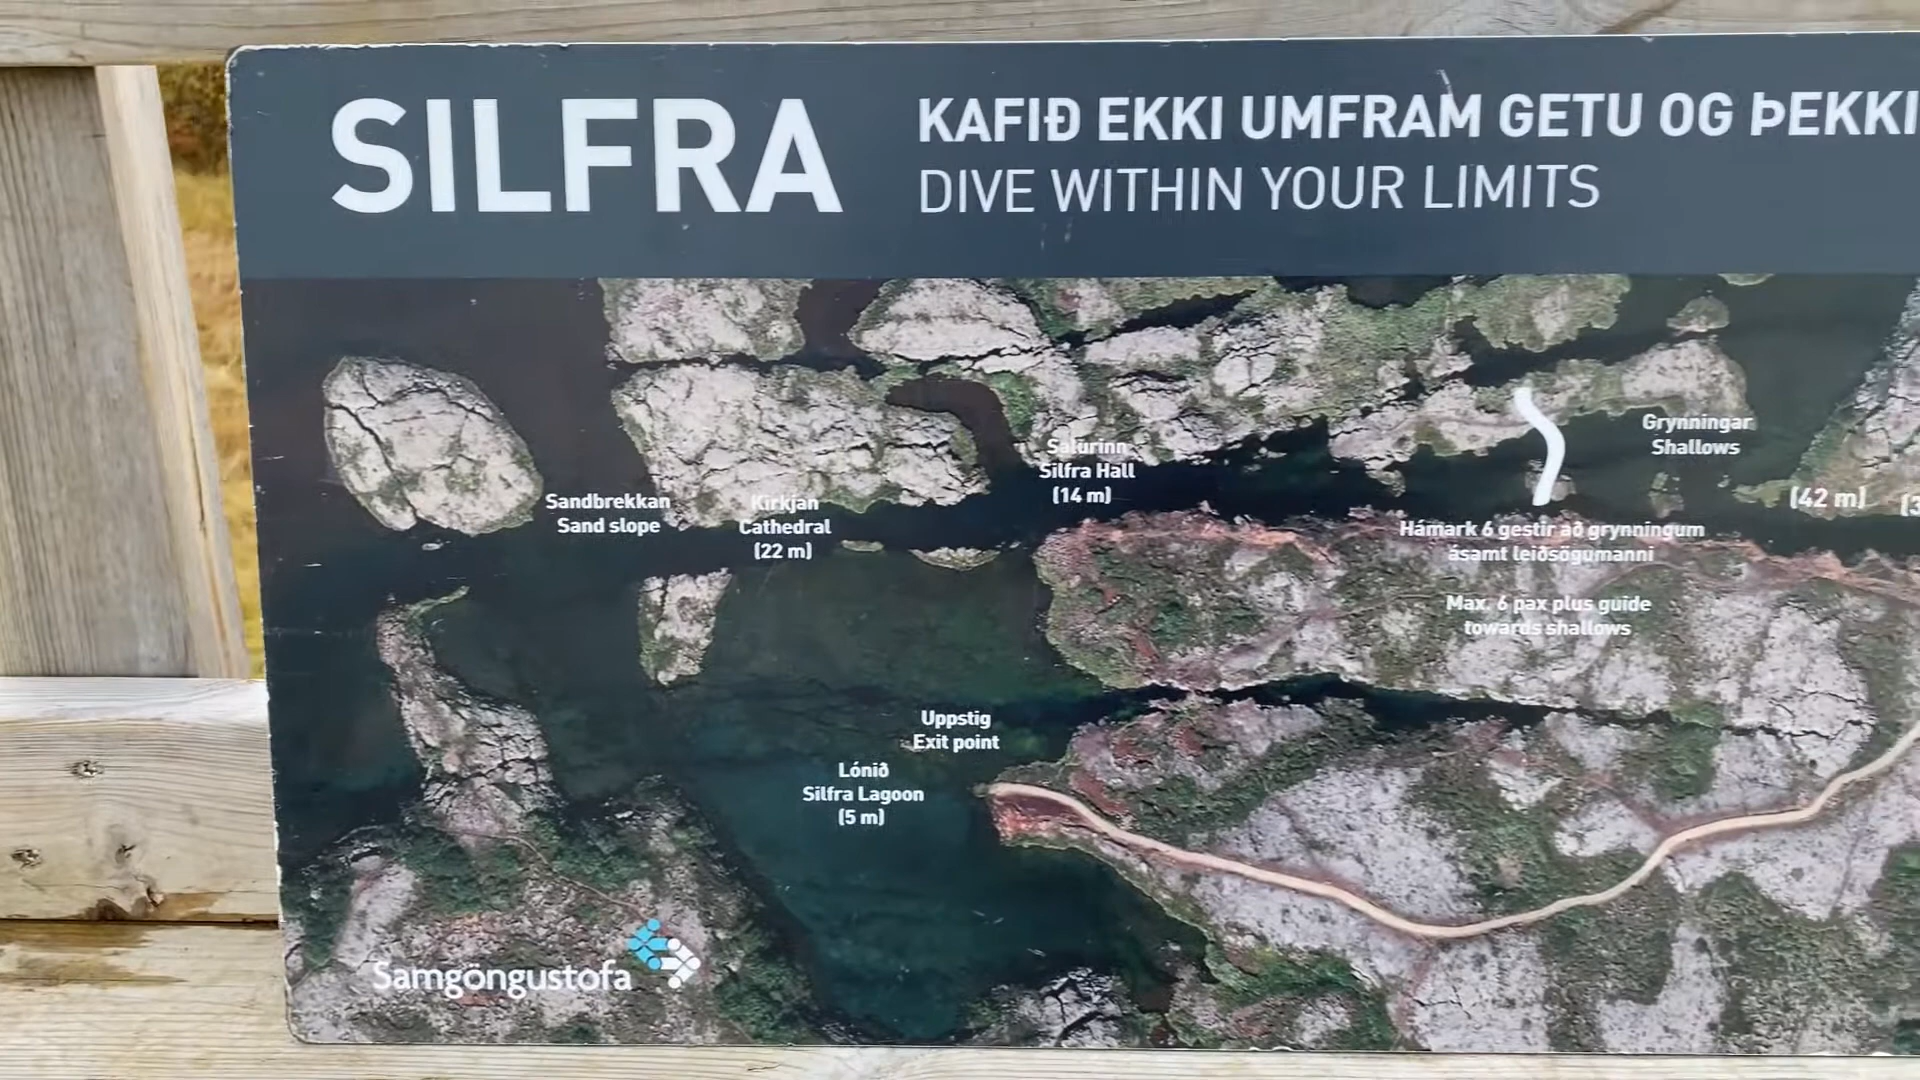 SILFRA
KAFIÐ EKKI UMFRAM GETU OG ÞEKKI
DIVE WITHIN YOUR LIMITS
Grynningar
Shallows
Salurinn
Silfra Hall
(14 m)
(42 m)
Sandbrekkan
Sand slope
Kirkjan
Cathedral
(22 m)
Hámark 6 gestir að grynningum
ásamt leiðsögumanni
Max. 6 pax plus guide
towards shallows
Uppstig
Exit point
Lónið
Silfra Lagoon
(5 m)
Samgöngustofa